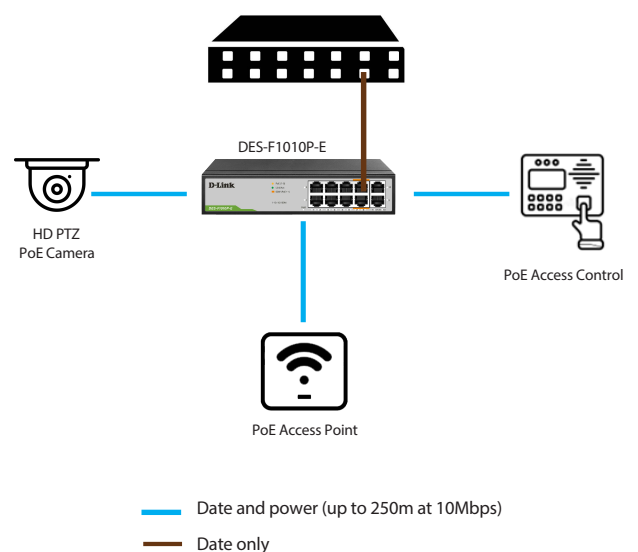 DES-F1010P-E
D-Link
HD PTZ
PoE Camera
PoE Access Control
PoE Access Point
Date and power (up to 250m at 10Mbps)
Date only